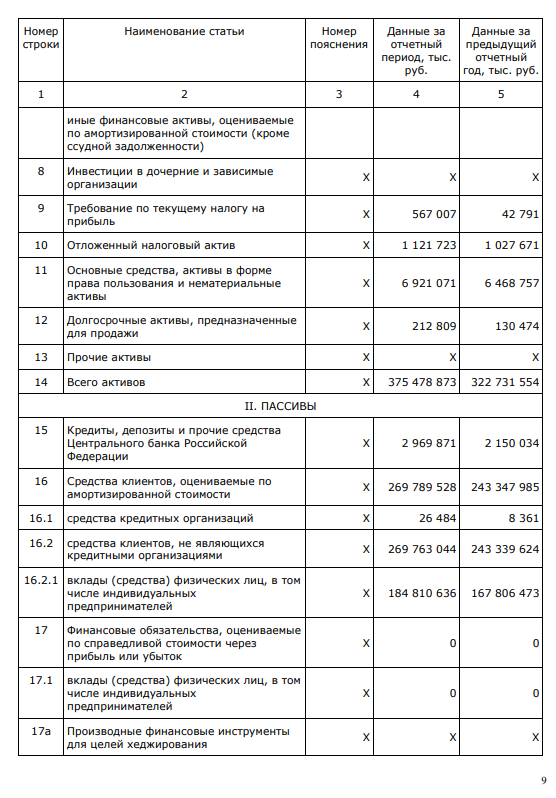 Номер строки | Наименование статьи | Номер пояснения | Данные за отчетный период, тыс. руб. | Данные за предыдущий отчетный год, тыс. руб.
1 | 2 | 3 | 4 | 5
иные финансовые активы, оцениваемые
по амортизированной стоимости (кроме
ссудной задолженности)
8 | Инвестиции в дочерние и зависимые
организации | X | X | X
9 | Требование по текущему налогу на
прибыль | X | 567 007 | 42 791
10 | Отложенный налоговый актив | X | 1 121 723 | 1 027 671
11 | Основные средства, активы в форме
права пользования и нематериальные
активы | X | 6 921 071 | 6 468 757
12 | Долгосрочные активы, предназначенные
для продажи | X | 212 809 | 130 474
13 | Прочие активы | X | X | X
14 | Всего активов | X | 375 478 873 | 322 731 554
II. ПАССИВЫ
15 | Кредиты, депозиты и прочие средства
Центрального банка Российской
Федерации | X | 2 969 871 | 2 150 034
16 | Средства клиентов, оцениваемые по
амортизированной стоимости | X | 269 789 528 | 243 347 985
16.1 | средства кредитных организаций | X | 26 484 | 8 361
16.2 | средства клиентов, не являющихся
кредитными организациями | X | 269 763 044 | 243 339 624
16.2.1 | вклады (средства) физических лиц, в том
числе индивидуальных
предпринимателей | X | 184 810 636 | 167 806 473
17 | Финансовые обязательства, оцениваемые
по справедливой стоимости через
прибыль или убыток | X | 0 | 0
17.1 | вклады (средства) физических лиц, в том
числе индивидуальных
предпринимателей | X | 0 | 0
17а | Производные финансовые инструменты
для целей хеджирования | X | X | X
9